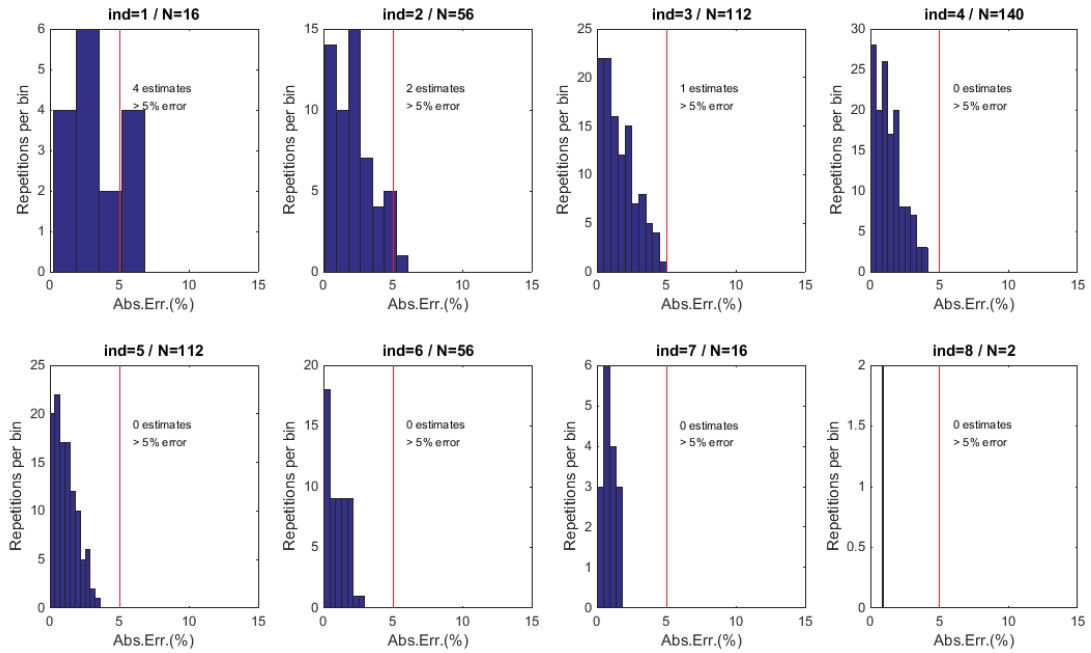 ind=1 / N=16
6
5
4
3
2
1
0
Repetitions per bin
4 estimates
> 5% error
0 5 10 15
Abs.Err.(%)
ind=2 / N=56
15
10
5
0
Repetitions per bin
2 estimates
> 5% error
0 5 10 15
Abs.Err.(%)
ind=3 / N=112
25
20
15
10
5
0
Repetitions per bin
1 estimates
> 5% error
0 5 10 15
Abs.Err.(%)
ind=4 / N=140
30
25
20
15
10
5
0
Repetitions per bin
0 estimates
> 5% error
0 5 10 15
Abs.Err.(%)
ind=5 / N=112
25
20
15
10
5
0
Repetitions per bin
0 estimates
> 5% error
0 5 10 15
Abs.Err.(%)
ind=6 / N=56
20
15
10
5
0
Repetitions per bin
0 estimates
> 5% error
0 5 10 15
Abs.Err.(%)
ind=7 / N=16
6
5
4
3
2
1
0
Repetitions per bin
0 estimates
> 5% error
0 5 10 15
Abs.Err.(%)
ind=8 / N=2
2
1.5
1
0.5
0
Repetitions per bin
0 estimates
> 5% error
0 5 10 15
Abs.Err.(%)